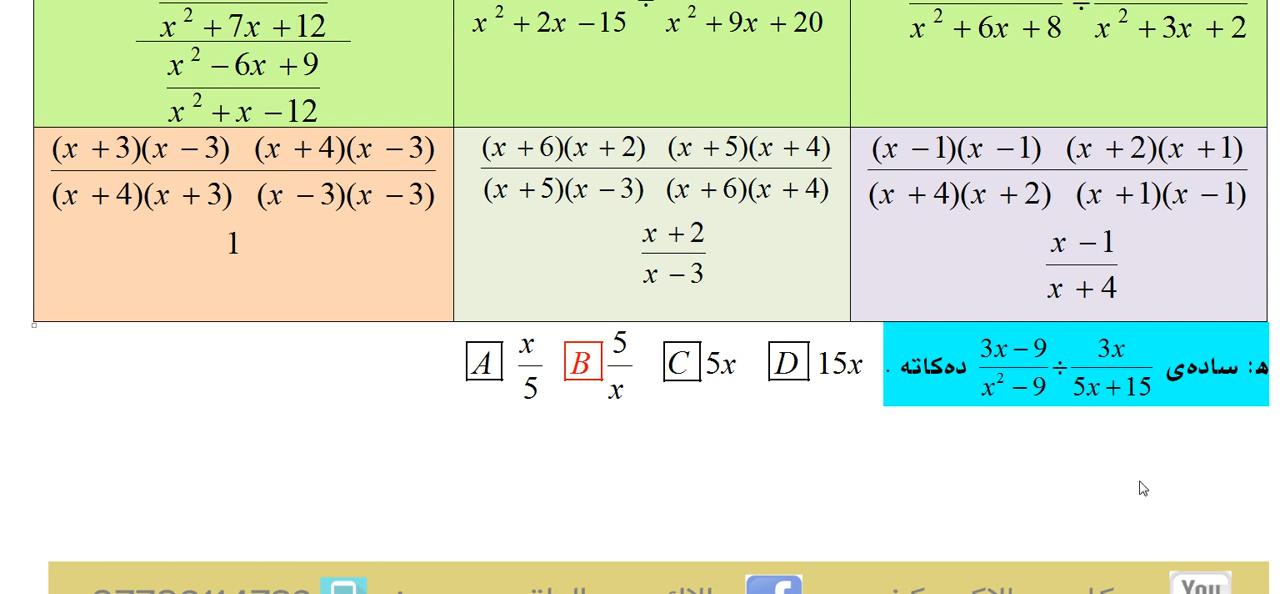 x² + 7x + 12
x² − 6x + 9
x² + x − 12
x² + 2x − 15 ÷ x² + 9x + 20
x² + 6x + 8 ÷ x² + 3x + 2
(x + 3)(x − 3) (x + 4)(x − 3)
(x + 4)(x + 3) (x − 3)(x − 3)
1
(x + 6)(x + 2) (x + 5)(x + 4)
(x + 5)(x − 3) (x + 6)(x + 4)
x + 2
x − 3
(x − 1)(x − 1) (x + 2)(x + 1)
(x + 4)(x + 2) (x + 1)(x − 1)
x − 1
x + 4
ه: سادەی (3x − 9)/(x² − 9) ÷ 3x/(5x + 15) دەکاتە .
A x/5 B 5/x C 5x D 15x
You